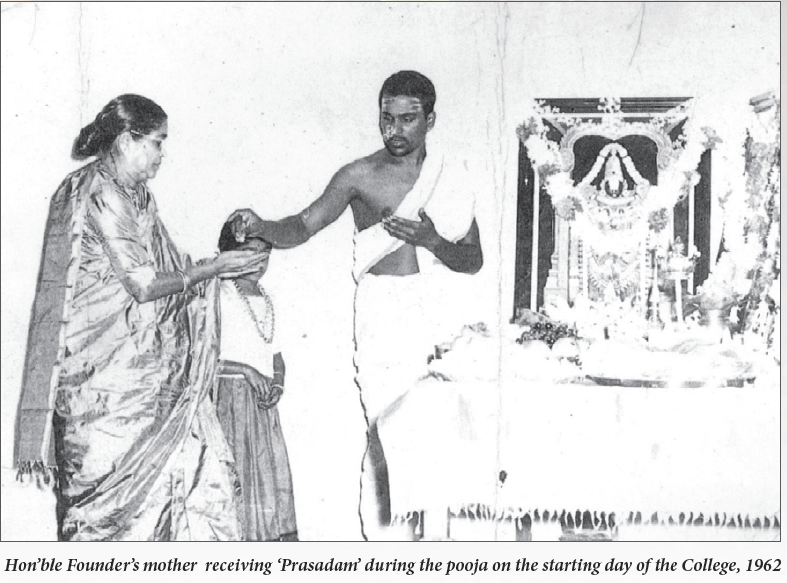 Hon'ble Founder's mother receiving 'Prasadam' during the pooja on the starting day of the College, 1962